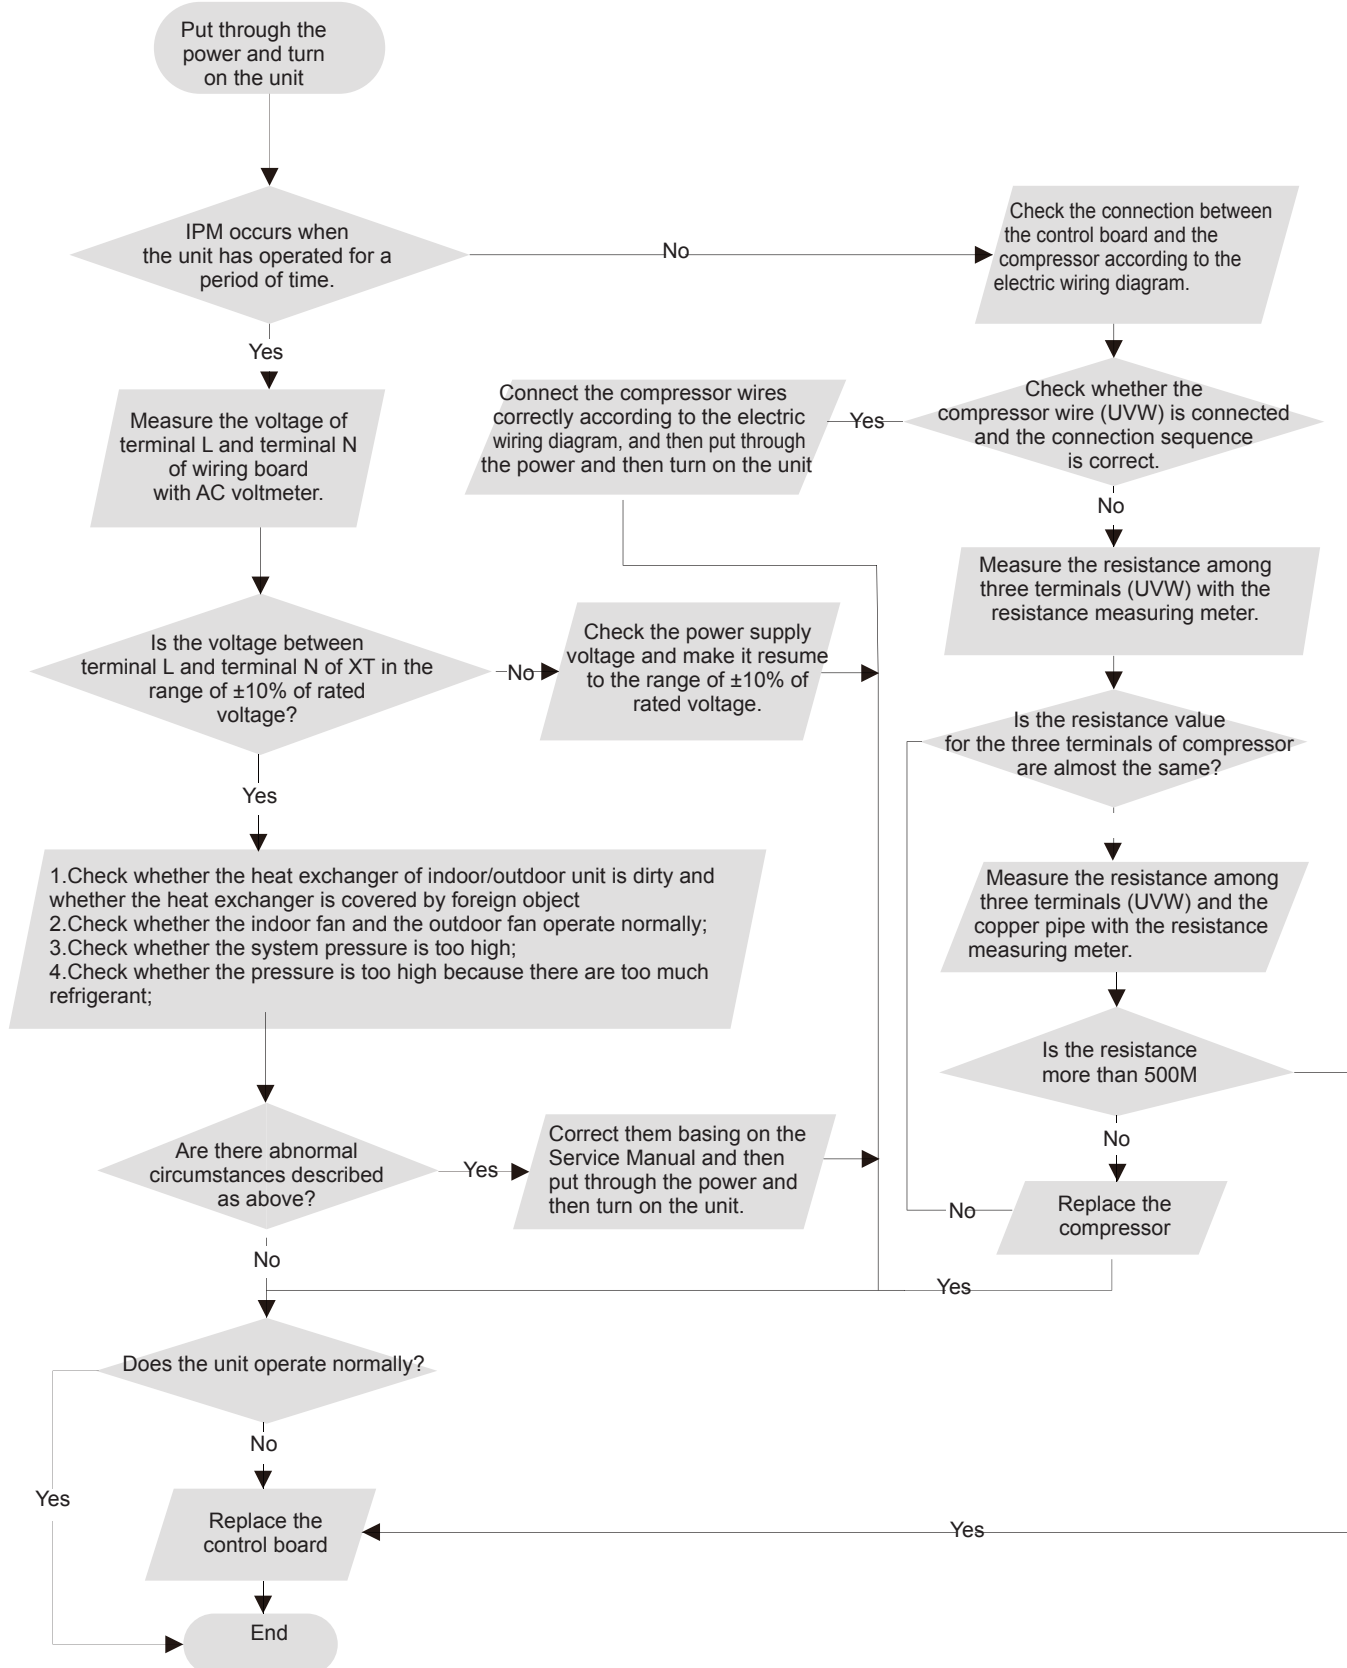 Put through the
power and turn
on the unit
IPM occurs when
the unit has operated for a
period of time.
No
Check the connection between
the control board and the
compressor according to the
electric wiring diagram.
Yes
Measure the voltage of
terminal L and terminal N
of wiring board
with AC voltmeter.
Connect the compressor wires
correctly according to the electric
wiring diagram, and then put through
the power and then turn on the unit
Yes
Check whether the
compressor wire (UVW) is connected
and the connection sequence
is correct.
No
Measure the resistance among
three terminals (UVW) with the
resistance measuring meter.
Is the voltage between
terminal L and terminal N of XT in the
range of ±10% of rated
voltage?
No
Check the power supply
voltage and make it resume
to the range of ±10% of
rated voltage.
Is the resistance value
for the three terminals of compressor
are almost the same?
Yes
1.Check whether the heat exchanger of indoor/outdoor unit is dirty and
whether the heat exchanger is covered by foreign object
2.Check whether the indoor fan and the outdoor fan operate normally;
3.Check whether the system pressure is too high;
4.Check whether the pressure is too high because there are too much
refrigerant;
Measure the resistance among
three terminals (UVW) and the
copper pipe with the resistance
measuring meter.
Is the resistance
more than 500M
No
Are there abnormal
circumstances described
as above?
Yes
Correct them basing on the
Service Manual and then
put through the power and
then turn on the unit.
No
Replace the
compressor
No
Yes
Does the unit operate normally?
No
Yes
Replace the
control board
Yes
End